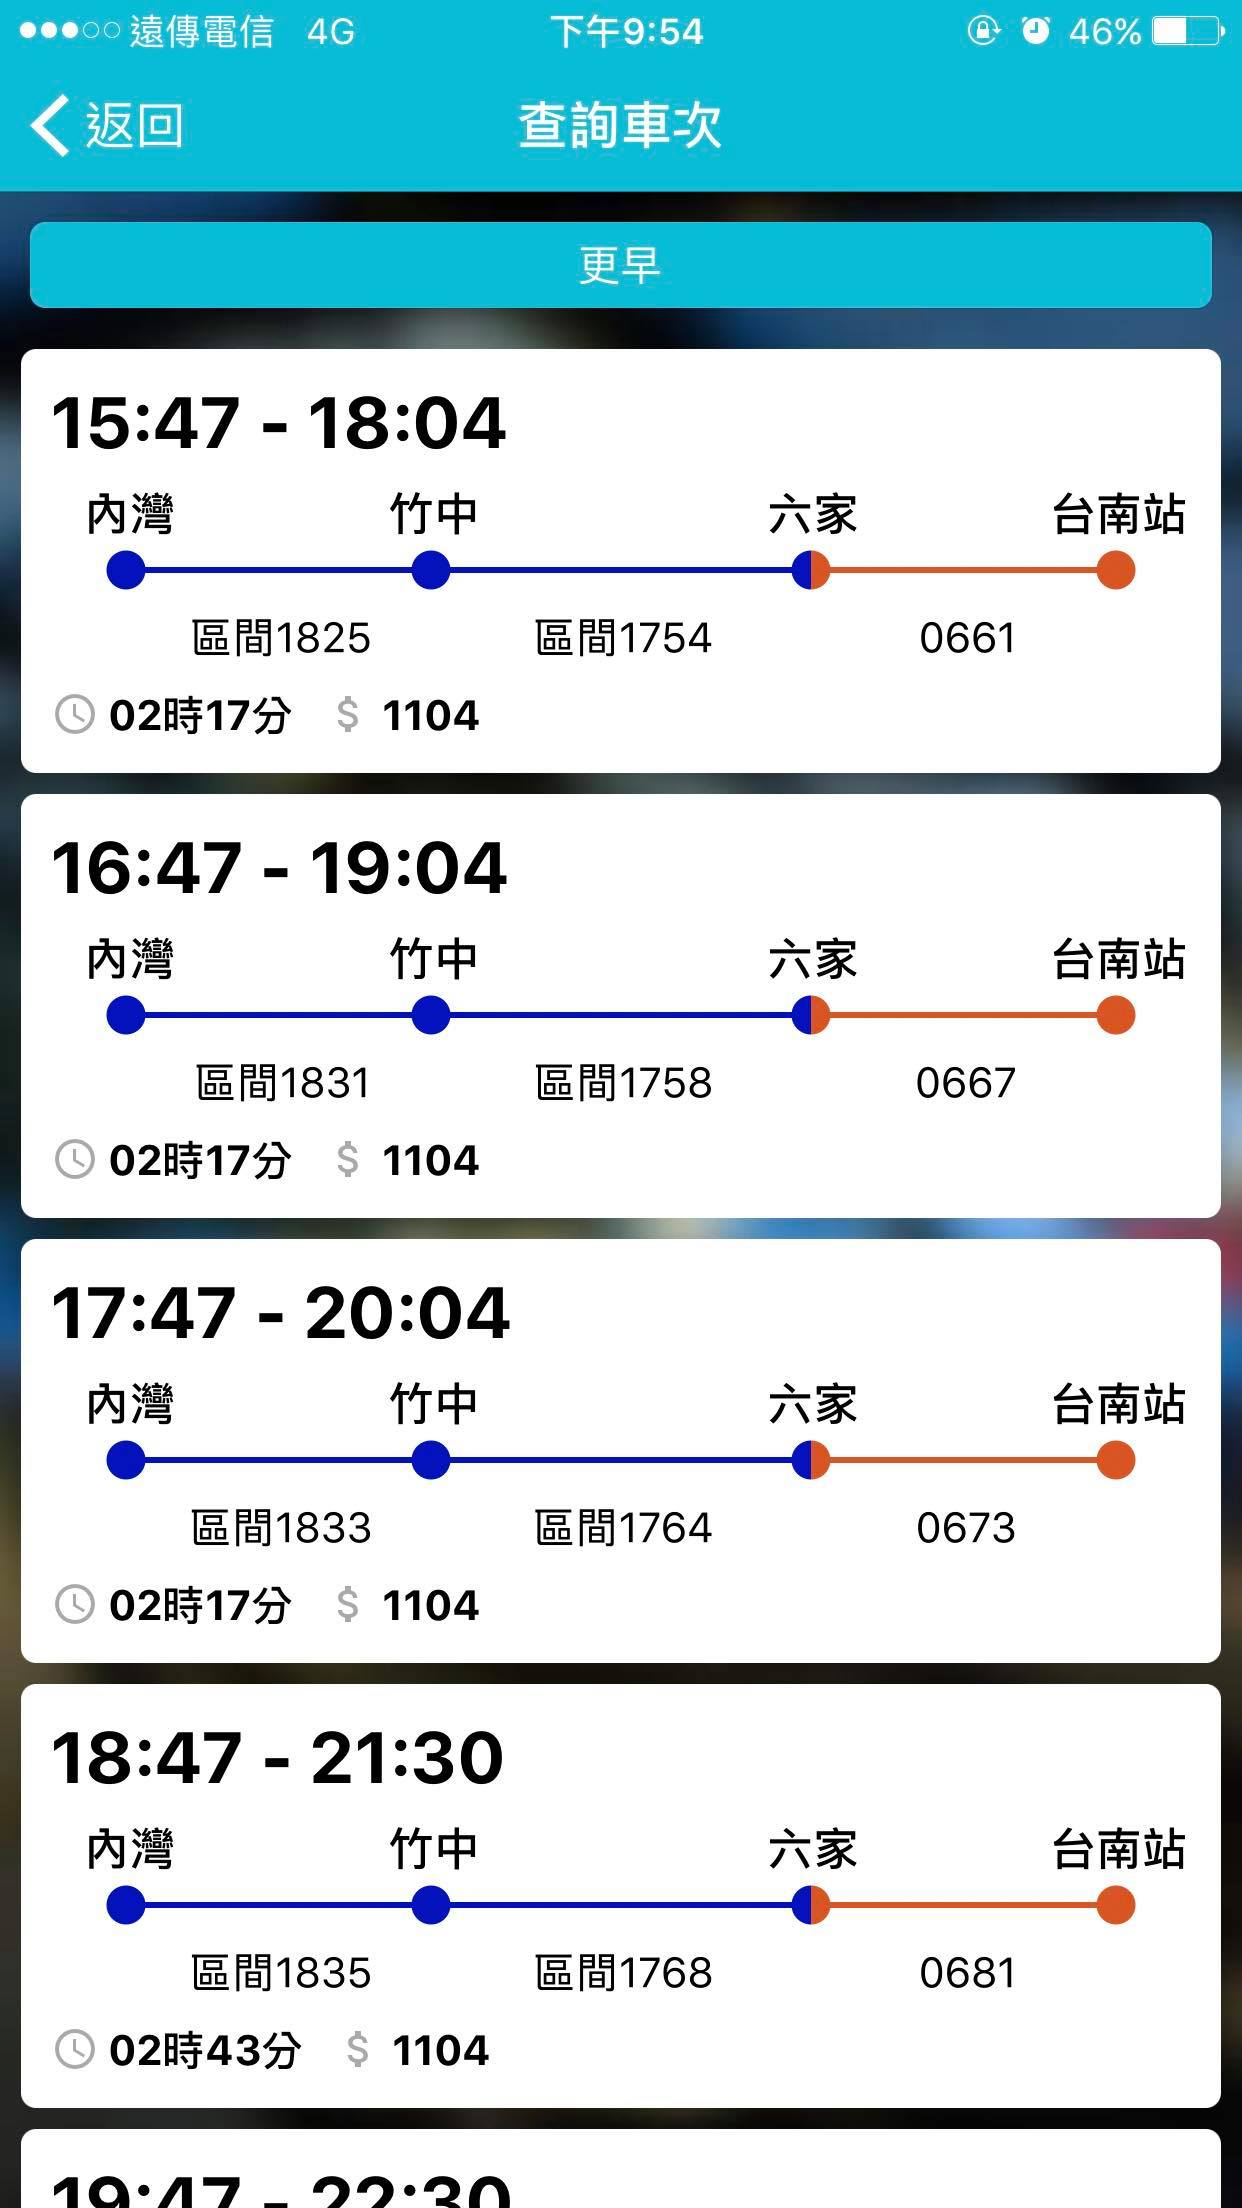 遠傳電信 4G 下午9:54 46%
返回 查詢車次
更早
15:47 - 18:04
內灣 竹中 六家 台南站
區間1825 區間1754 0661
02時17分 $ 1104
16:47 - 19:04
內灣 竹中 六家 台南站
區間1831 區間1758 0667
02時17分 $ 1104
17:47 - 20:04
內灣 竹中 六家 台南站
區間1833 區間1764 0673
02時17分 $ 1104
18:47 - 21:30
內灣 竹中 六家 台南站
區間1835 區間1768 0681
02時43分 $ 1104
19:47 - 22:30